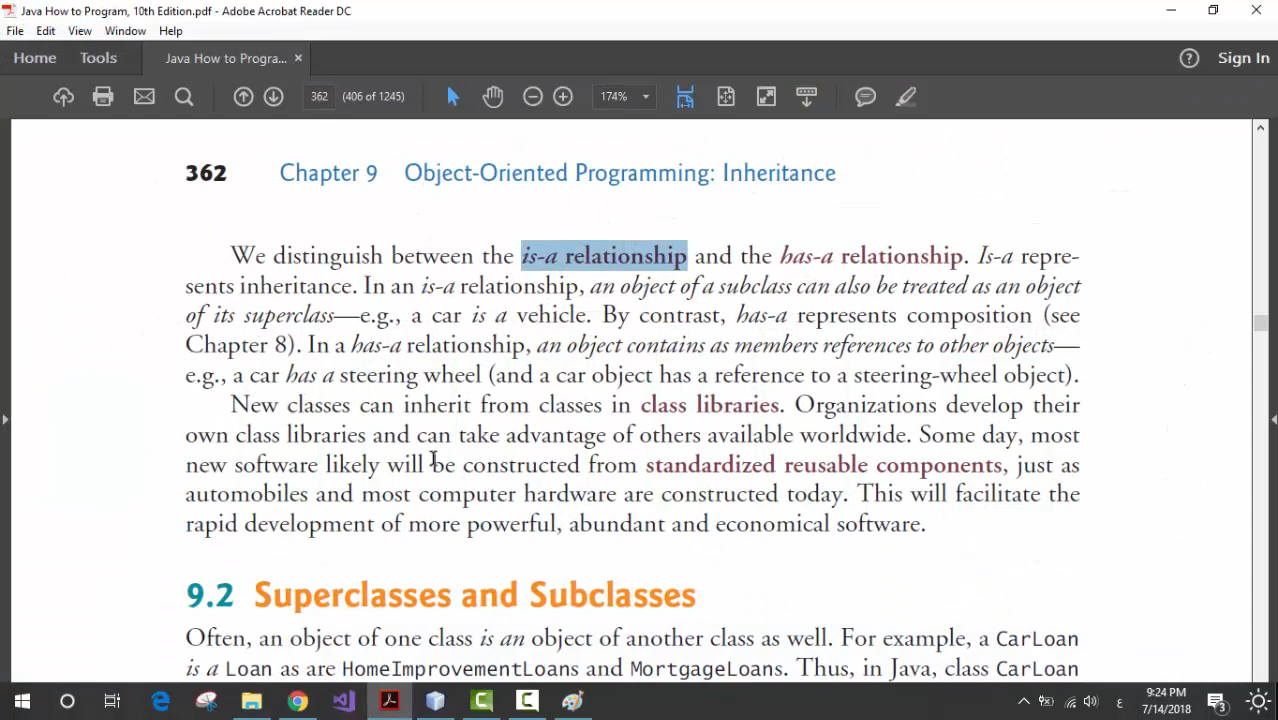 Java How to Program, 10th Edition.pdf - Adobe Acrobat Reader DC
File Edit View Window Help
Home Tools Java How to Progra... × ? Sign In
362 (406 of 1245) 174%
362 Chapter 9 Object-Oriented Programming: Inheritance
We distinguish between the is-a relationship and the has-a relationship. Is-a repre-
sents inheritance. In an is-a relationship, an object of a subclass can also be treated as an object
of its superclass—e.g., a car is a vehicle. By contrast, has-a represents composition (see
Chapter 8). In a has-a relationship, an object contains as members references to other objects—
e.g., a car has a steering wheel (and a car object has a reference to a steering-wheel object).
New classes can inherit from classes in class libraries. Organizations develop their
own class libraries and can take advantage of others available worldwide. Some day, most
new software likely will be constructed from standardized reusable components, just as
automobiles and most computer hardware are constructed today. This will facilitate the
rapid development of more powerful, abundant and economical software.
9.2 Superclasses and Subclasses
Often, an object of one class is an object of another class as well. For example, a CarLoan
is a Loan as are HomeImprovementLoans and MortgageLoans. Thus, in Java, class CarLoan
ع 9:24 PM
7/14/2018 3